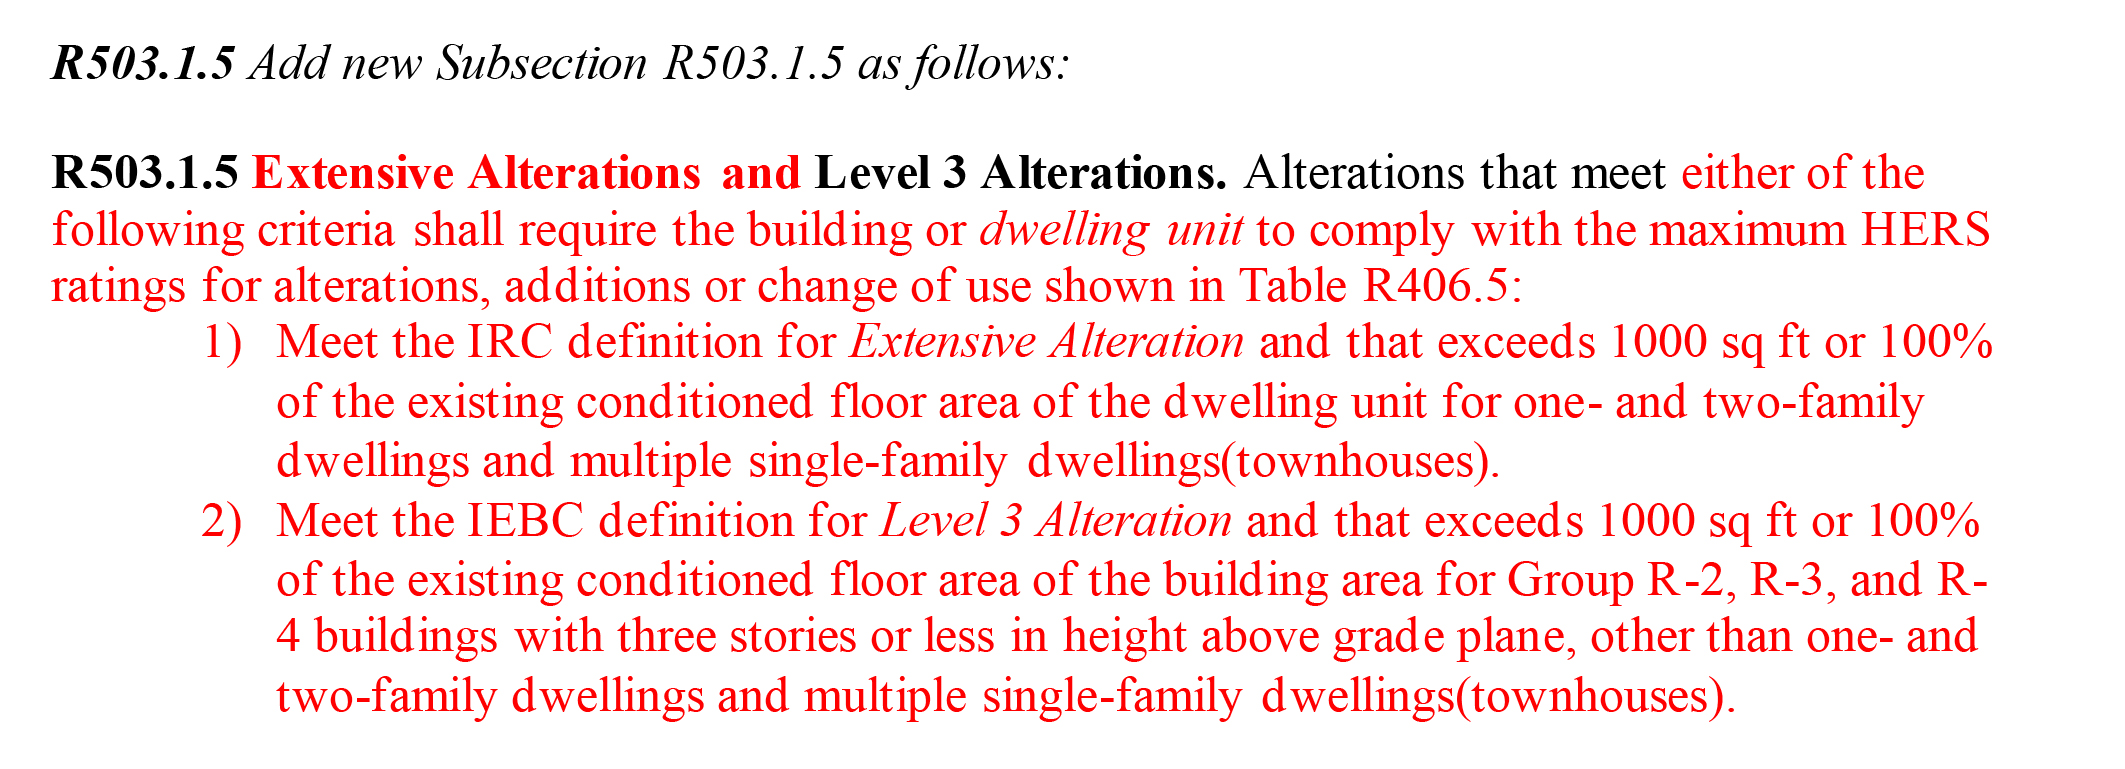 R503.1.5 Add new Subsection R503.1.5 as follows:
R503.1.5 Extensive Alterations and Level 3 Alterations. Alterations that meet either of the
following criteria shall require the building or dwelling unit to comply with the maximum HERS
ratings for alterations, additions or change of use shown in Table R406.5:
1) Meet the IRC definition for Extensive Alteration and that exceeds 1000 sq ft or 100%
of the existing conditioned floor area of the dwelling unit for one- and two-family
dwellings and multiple single-family dwellings(townhouses).
2) Meet the IEBC definition for Level 3 Alteration and that exceeds 1000 sq ft or 100%
of the existing conditioned floor area of the building area for Group R-2, R-3, and R-
4 buildings with three stories or less in height above grade plane, other than one- and
two-family dwellings and multiple single-family dwellings(townhouses).